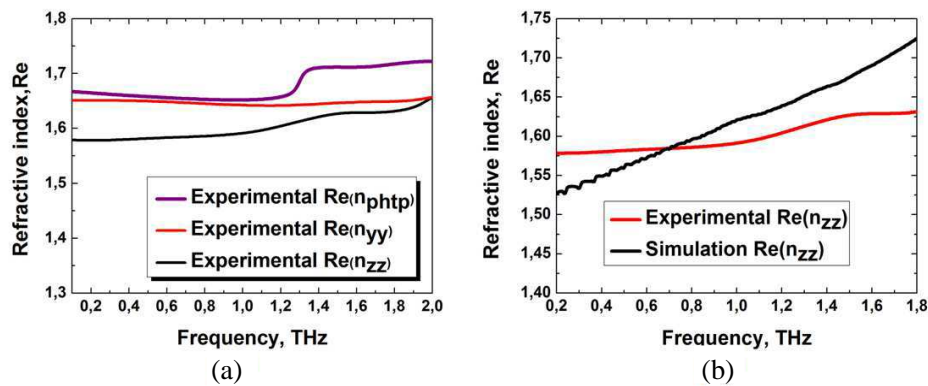 1,8
1,7
1,6
1,5
1,4
1,3
Refractive index,Re
Experimental Re(nphtp)
Experimental Re(nyy)
Experimental Re(nzz)
0,2 0,4 0,6 0,8 1,0 1,2 1,4 1,6 1,8 2,0
Frequency, THz
(a)
1,75
1,70
1,65
1,60
1,55
1,50
1,45
1,40
Refractive index, Re
Experimental Re(nzz)
Simulation Re(nzz)
0,2 0,4 0,6 0,8 1,0 1,2 1,4 1,6 1,8
Frequency, THz
(b)